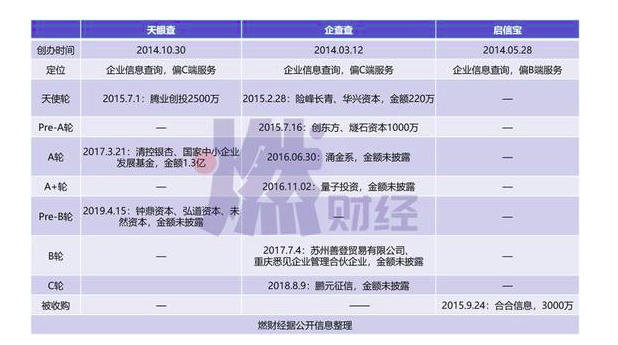 天眼查 企查查 启信宝
创办时间 2014.10.30 2014.03.12 2014.05.28
定位 企业信息查询，偏C端服务 企业信息查询，偏C端服务 企业信息查询，偏B端服务
天使轮 2015.7.1：腾业创投2500万 2015.2.28：险峰长青、华兴资本，金额220万 —
Pre-A轮 — 2015.7.16：创东方、燧石资本1000万 —
A轮 2017.3.21：清控银杏、国家中小企业
发展基金，金额1.3亿 2016.06.30：涌金系，金额未披露 —
A+轮 — 2016.11.02：量子投资，金额未披露 —
Pre-B轮 2019.4.15：钟鼎资本、弘道资本、未
然资本，金额未披露 — —
B轮 — 2017.7.4：苏州善登贸易有限公司、
重庆悉见企业管理合伙企业，金额未披露 —
C轮 — 2018.8.9：鹏元征信，金额未披露 —
被收购 — —— 2015.9.24：合合信息，3000万
燃财经据公开信息整理
燃财经